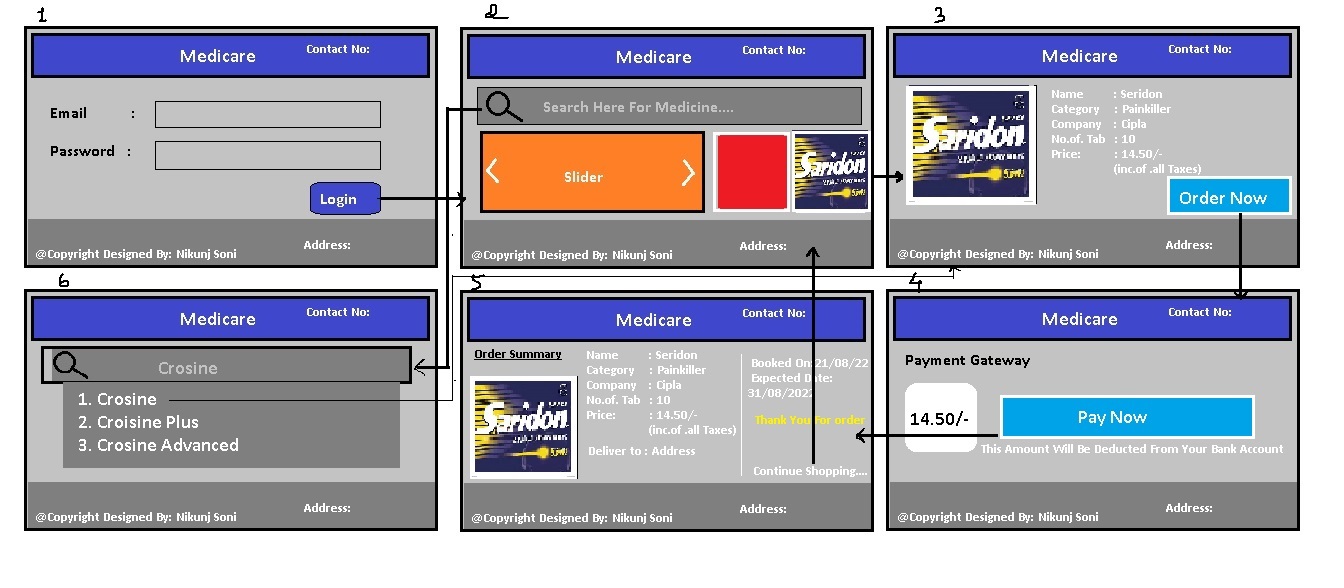 1
Medicare
Contact No:
Email :
Password :
Login
Address:
@Copyright Designed By: Nikunj Soni
2
Medicare
Contact No:
Search Here For Medicine....
Slider
Saridon
Address:
@Copyright Designed By: Nikunj Soni
3
Medicare
Contact No:
Saridon
Name : Seridon
Category : Painkiller
Company : Cipla
No.of. Tab : 10
Price: : 14.50/-
(inc.of .all Taxes)
Order Now
Address:
@Copyright Designed By: Nikunj Soni
4
Medicare
Contact No:
Payment Gateway
14.50/-
Pay Now
This Amount Will Be Deducted From Your Bank Account
Address:
@Copyright Designed By: Nikunj Soni
5
Medicare
Contact No:
Order Summary
Saridon
Name : Seridon
Category : Painkiller
Company : Cipla
No.of. Tab : 10
Price: : 14.50/-
(inc.of .all Taxes)
Deliver to : Address
Booked On:21/08/22
Expected Date:
31/08/2022
Thank You For order
Continue Shopping....
Address:
@Copyright Designed By: Nikunj Soni
6
Medicare
Contact No:
Crosine
1. Crosine
2. Croisine Plus
3. Crosine Advanced
Address:
@Copyright Designed By: Nikunj Soni